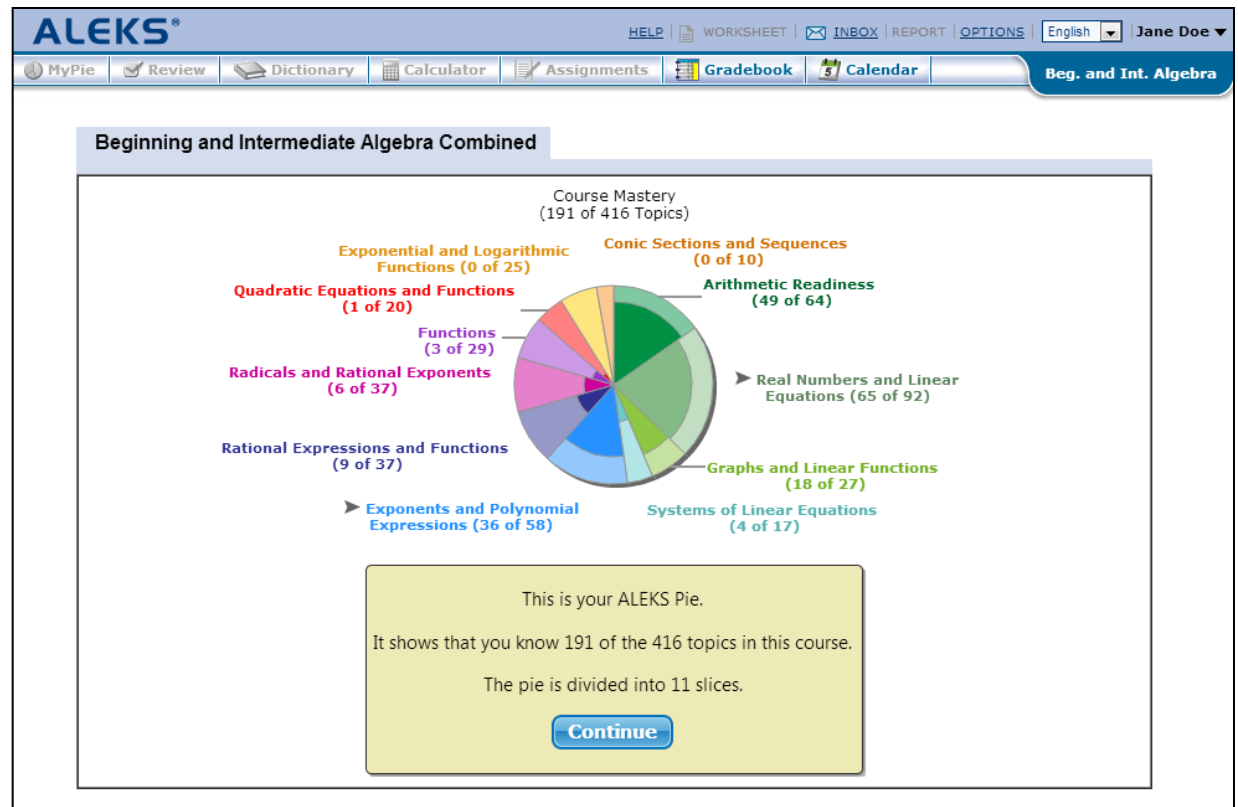 ALEKS®
HELP | WORKSHEET | INBOX | REPORT | OPTIONS | English | Jane Doe
MyPie Review Dictionary Calculator Assignments Gradebook 5 Calendar
Beg. and Int. Algebra
Beginning and Intermediate Algebra Combined
Course Mastery
(191 of 416 Topics)
Exponential and Logarithmic
Functions (0 of 25)
Conic Sections and Sequences
(0 of 10)
Quadratic Equations and Functions
(1 of 20)
Arithmetic Readiness
(49 of 64)
Functions
(3 of 29)
Radicals and Rational Exponents
(6 of 37)
Real Numbers and Linear
Equations (65 of 92)
Rational Expressions and Functions
(9 of 37)
Graphs and Linear Functions
(18 of 27)
Exponents and Polynomial
Expressions (36 of 58)
Systems of Linear Equations
(4 of 17)
This is your ALEKS Pie.
It shows that you know 191 of the 416 topics in this course.
The pie is divided into 11 slices.
Continue